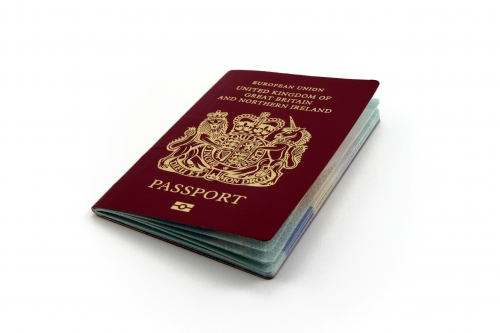 EUROPEAN UNION
UNITED KINGDOM OF
GREAT BRITAIN
AND NORTHERN IRELAND
PASSPORT